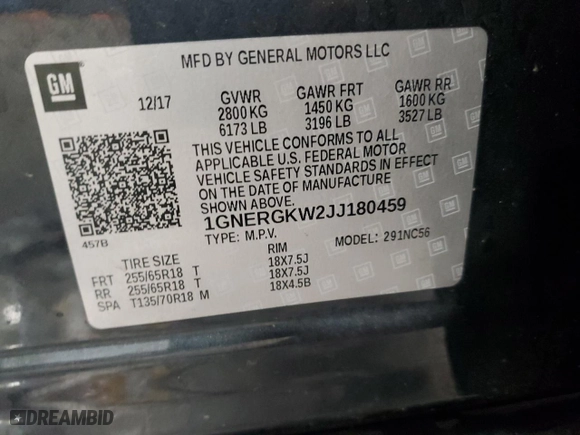 GM
MFD BY GENERAL MOTORS LLC
12/17 GVWR GAWR FRT GAWR RR
2800 KG 1450 KG 1600 KG
6173 LB 3196 LB 3527 LB
THIS VEHICLE CONFORMS TO ALL
APPLICABLE U.S. FEDERAL MOTOR
VEHICLE SAFETY STANDARDS IN EFFECT
ON THE DATE OF MANUFACTURE
SHOWN ABOVE.
1GNERGKW2JJ180459
457B
TYPE: M.P.V. MODEL: 291NC56
TIRE SIZE RIM
FRT 255/65R18 T 18X7.5J
RR 255/65R18 T 18X7.5J
SPA T135/70R18 M 18X4.5B
DREAMBID